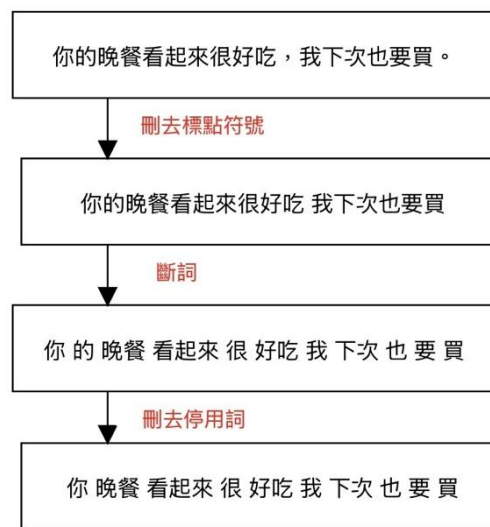 你的晚餐看起來很好吃，我下次也要買。
刪去標點符號
你的晚餐看起來很好吃 我下次也要買
斷詞
你 的 晚餐 看起來 很 好吃 我 下次 也 要 買
刪去停用詞
你 晚餐 看起來 很 好吃 我 下次 也 要 買